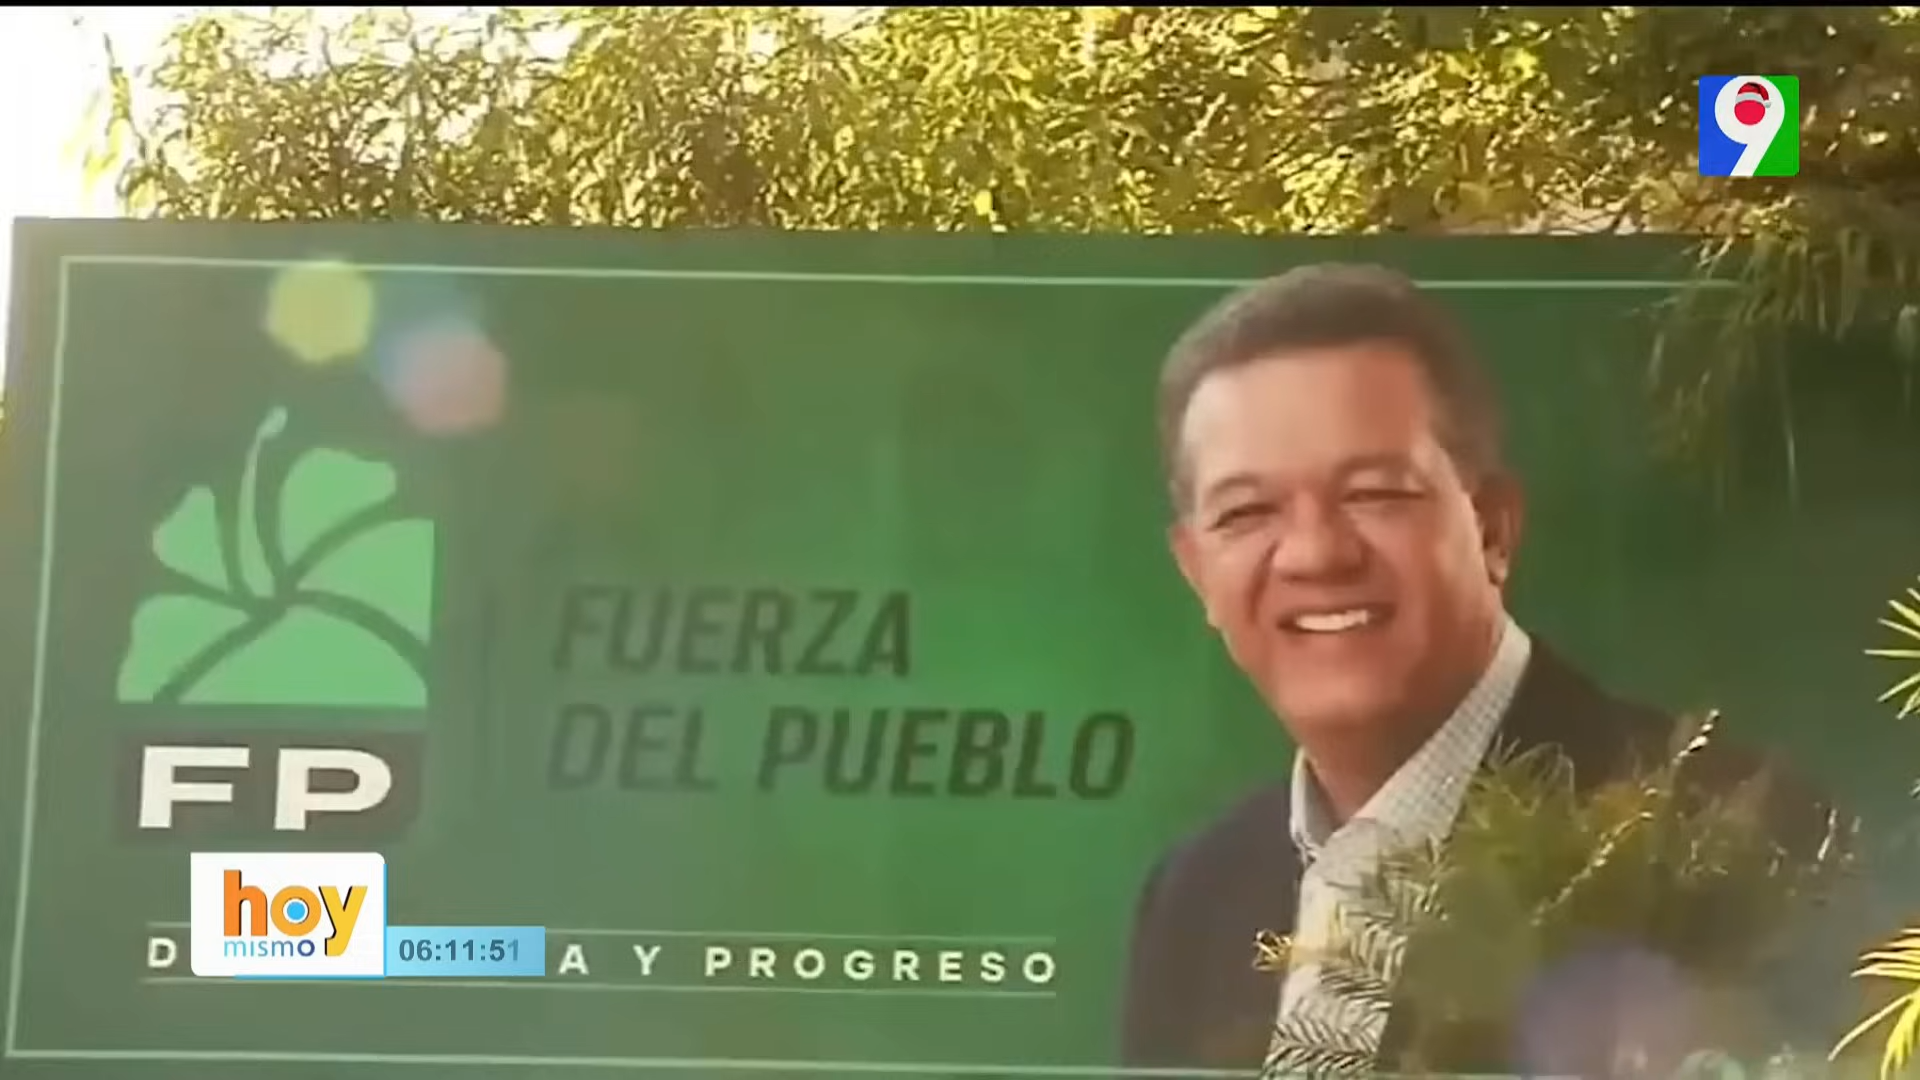 9
FUERZA
DEL PUEBLO
FP
hoy
mismo
06:11:51
D
A Y PROGRESO